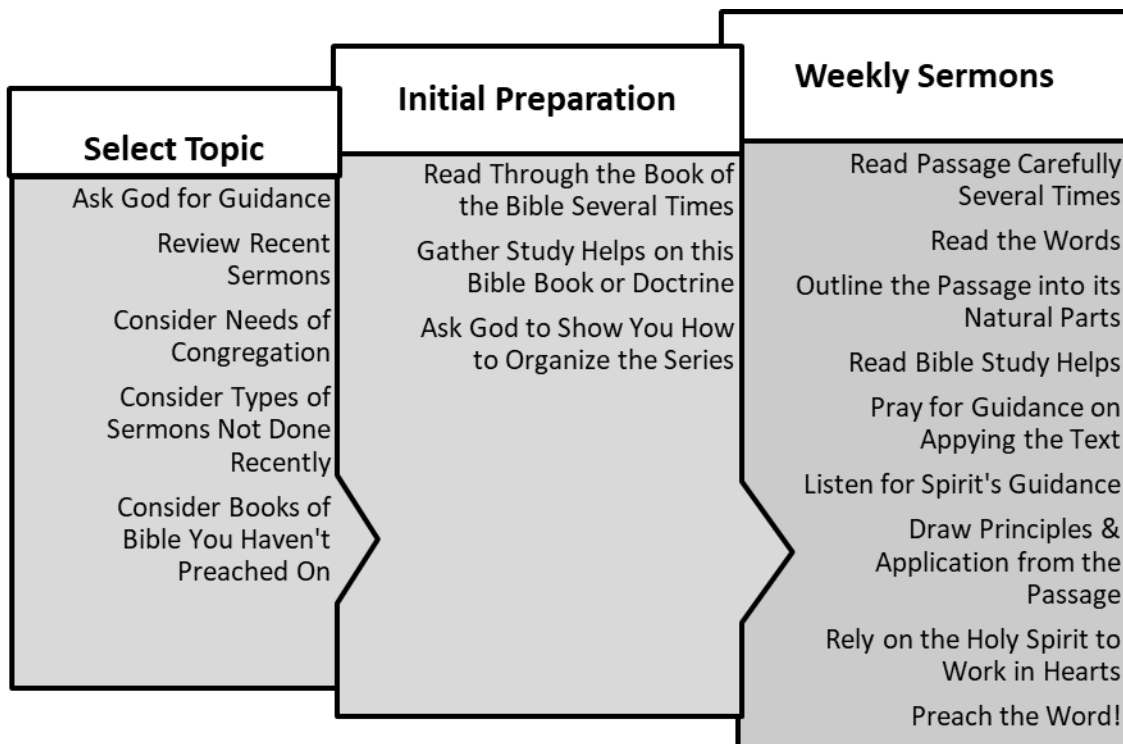 Select Topic
Ask God for Guidance
Review Recent
Sermons
Consider Needs of
Congregation
Consider Types of
Sermons Not Done
Recently
Consider Books of
Bible You Haven't
Preached On
Initial Preparation
Read Through the Book of
the Bible Several Times
Gather Study Helps on this
Bible Book or Doctrine
Ask God to Show You How
to Organize the Series
Weekly Sermons
Read Passage Carefully
Several Times
Read the Words
Outline the Passage into its
Natural Parts
Read Bible Study Helps
Pray for Guidance on
Appying the Text
Listen for Spirit's Guidance
Draw Principles &
Application from the
Passage
Rely on the Holy Spirit to
Work in Hearts
Preach the Word!